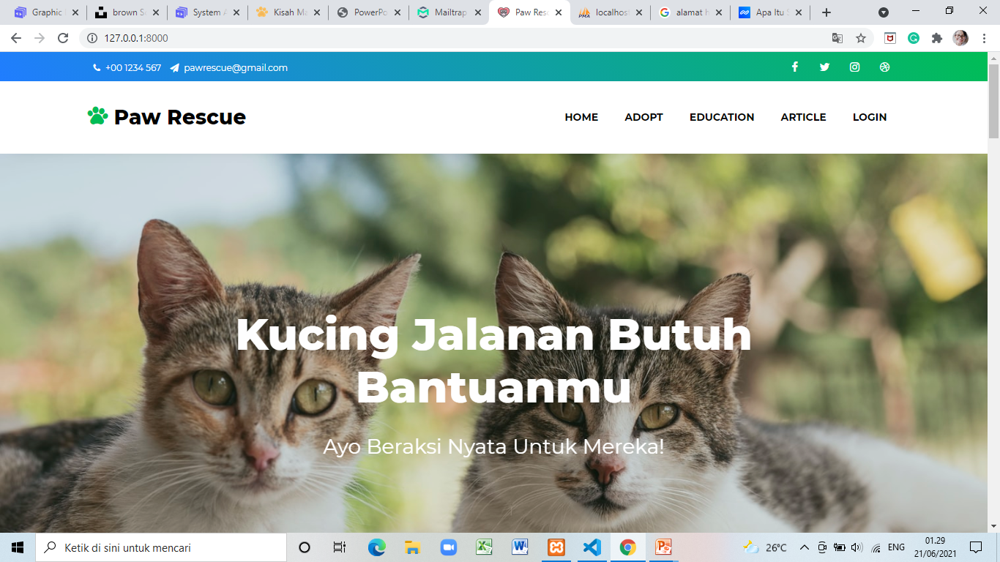 Graphic
brown S
System A
Kisah Ma
PowerPo
Mailtrap
Paw Resc
localhost
alamat h
Apa Itu S
127.0.0.1:8000
+00 1234 567
pawrescue@gmail.com
Paw Rescue
HOME
ADOPT
EDUCATION
ARTICLE
LOGIN
Kucing Jalanan Butuh
Bantuanmu
Ayo Beraksi Nyata Untuk Mereka!
Ketik di sini untuk mencari
26°C
ENG
01.29
21/06/2021